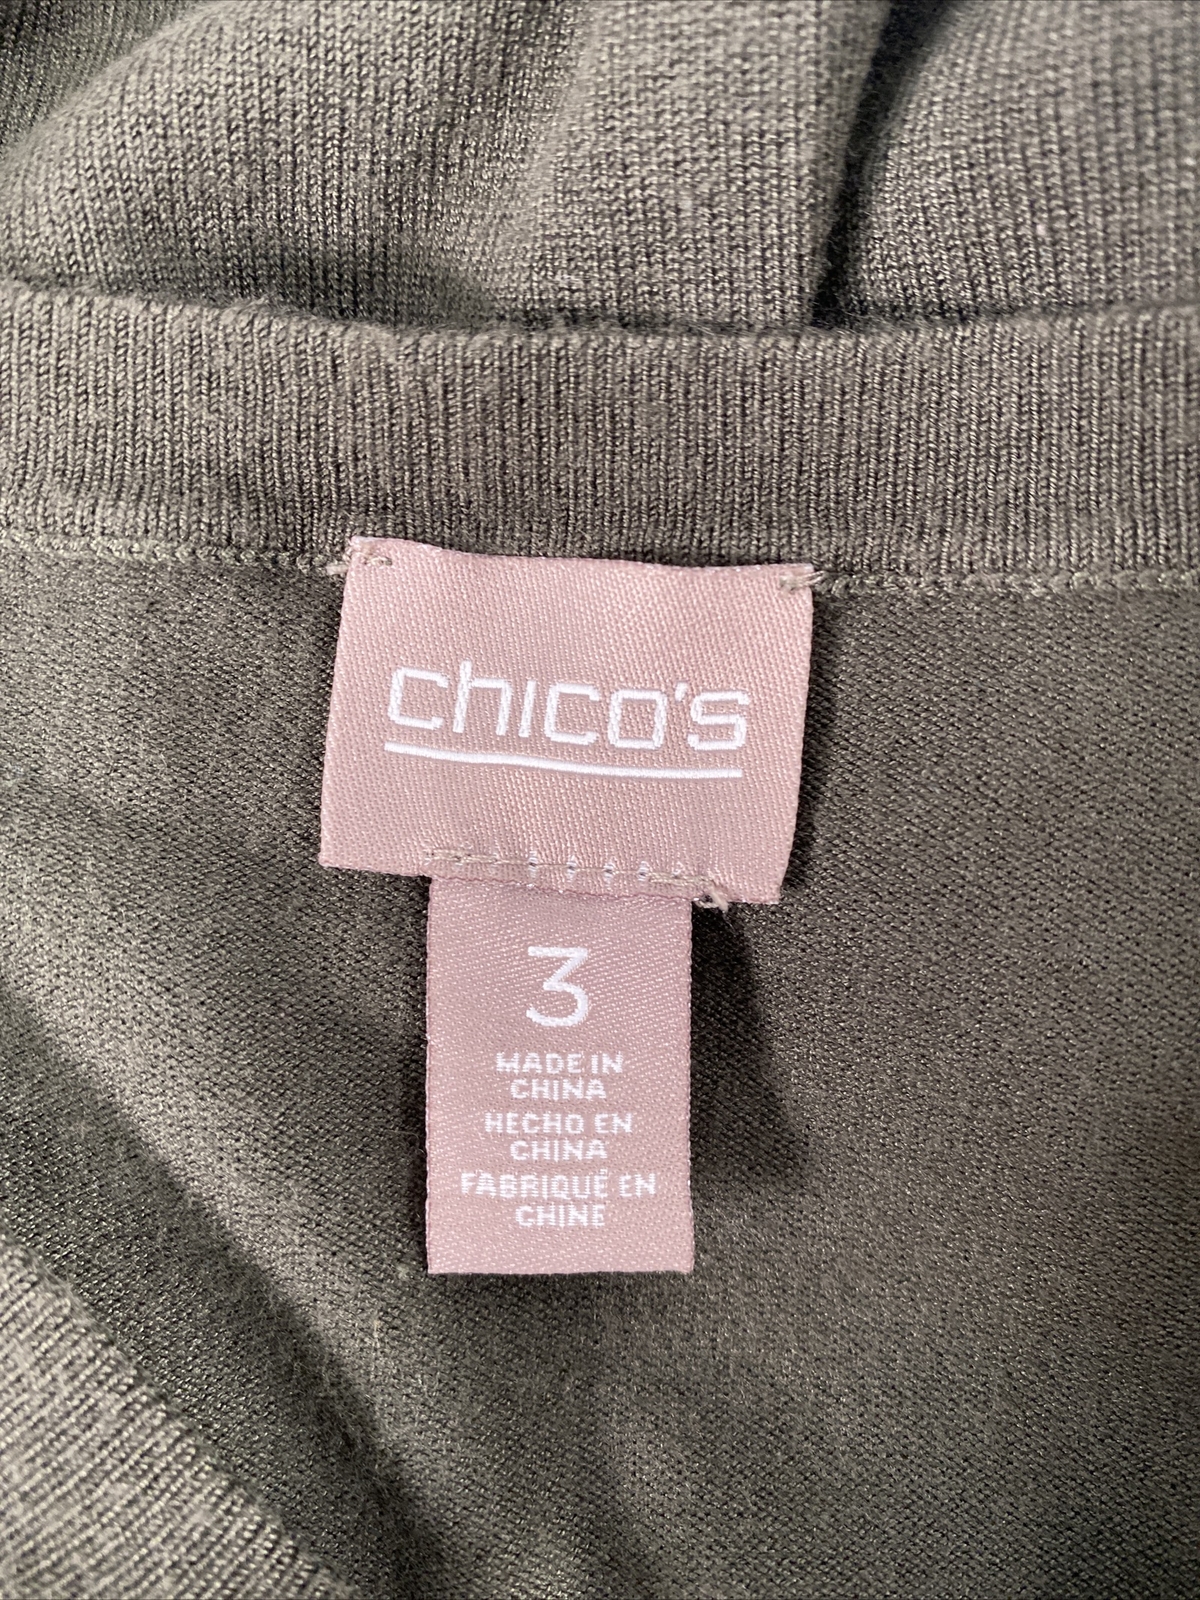 chico's
3
MADE IN
CHINA
HECHO EN
CHINA
FABRIQUÉ EN
CHINE